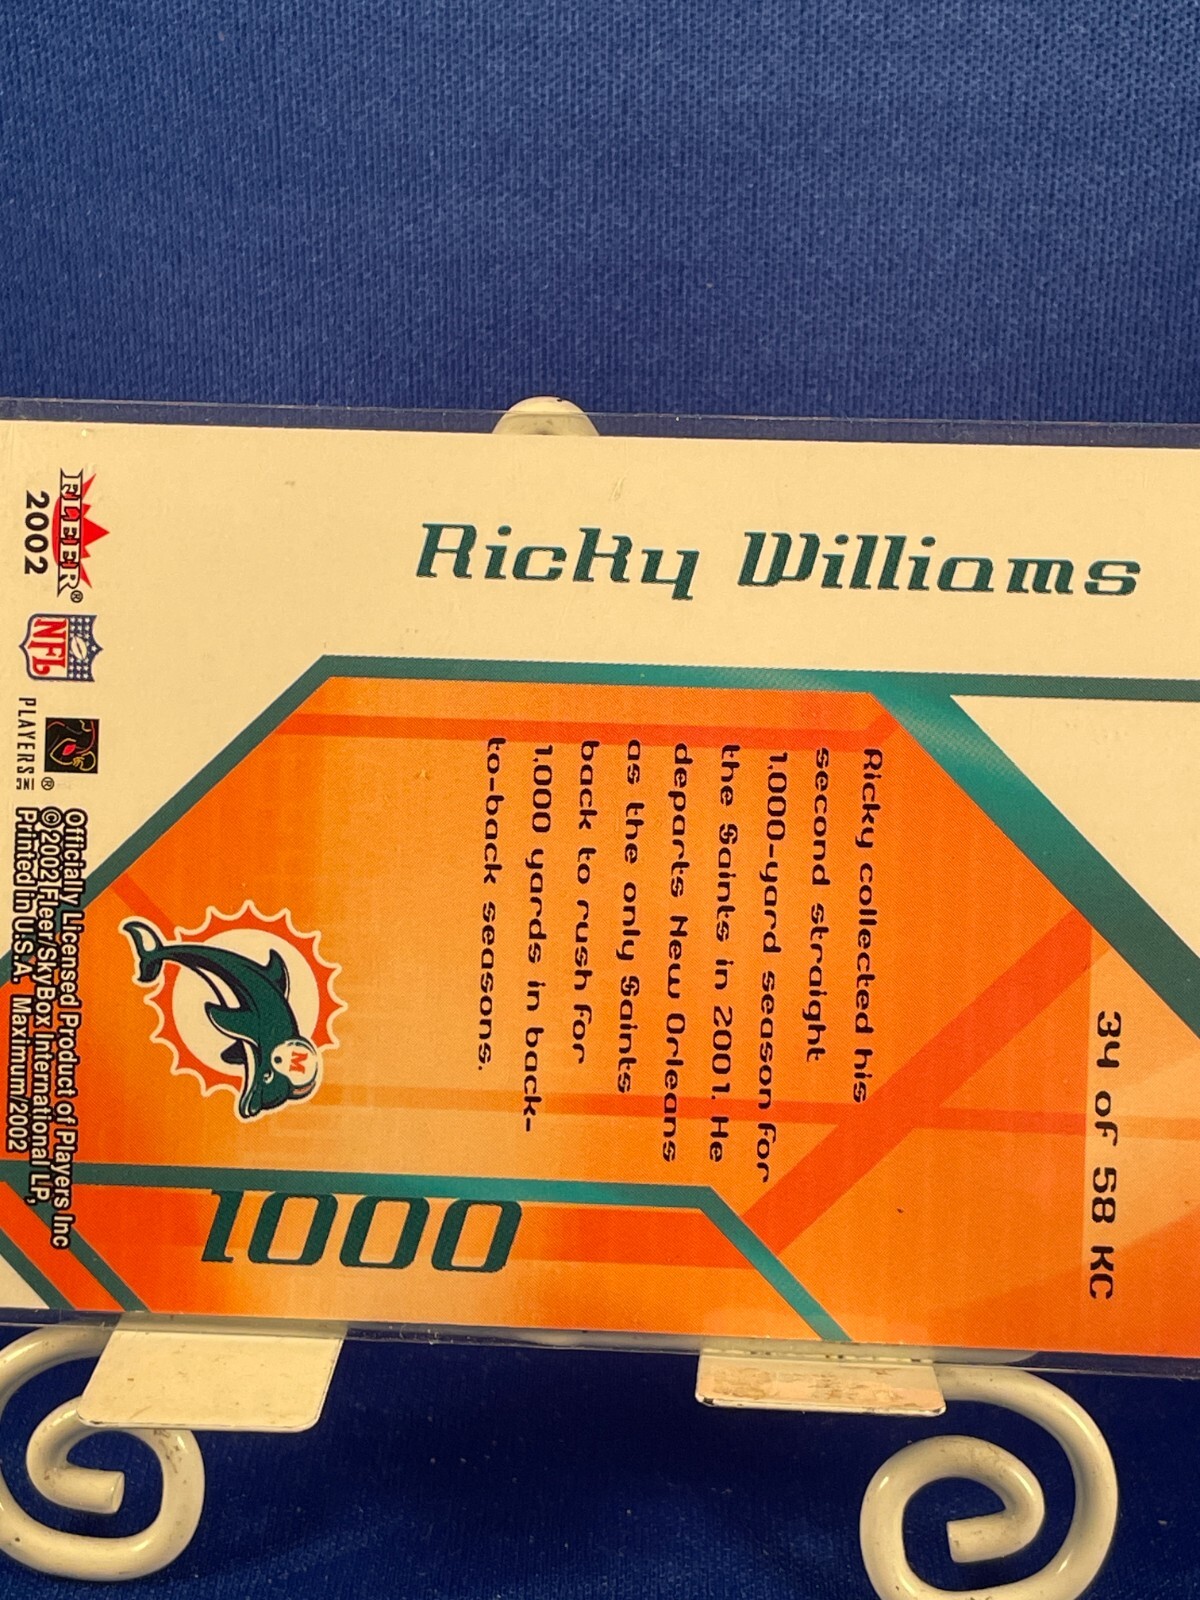 Ricky Williams
34 of 58 KC
Ricky collected his
second straight
1,000-yard season for
the Saints in 2001. He
departs New Orleans
as the only Saints
back to rush for
1,000 yards in back-
to-back seasons.
1000
M
FLEER®
2002
NFL
PLAYERS INC ®
Officially Licensed Product of Players Inc
©2002 Fleer/SkyBox International LP,
Printed in U.S.A. Maximum/2002